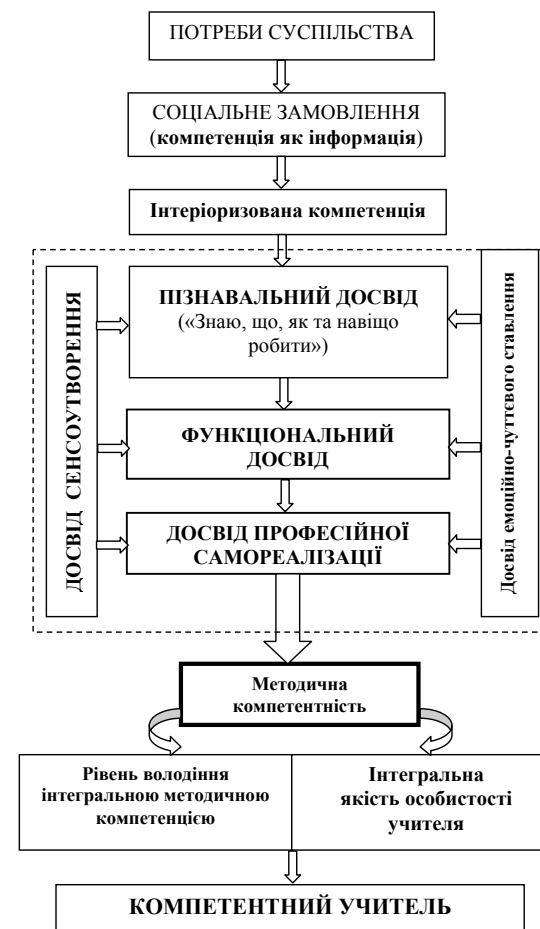 ПОТРЕБИ СУСПІЛЬСТВА
СОЦІАЛЬНЕ ЗАМОВЛЕННЯ
(компетенція як інформація)
Інтеріоризована компетенція
ДОСВІД СЕНСОУТВОРЕННЯ
ПІЗНАВАЛЬНИЙ ДОСВІД
(«Знаю, що, як та навіщо
робити»)
ФУНКЦІОНАЛЬНИЙ
ДОСВІД
ДОСВІД ПРОФЕСІЙНОЇ
САМОРЕАЛІЗАЦІЇ
Досвід емоційно-чуттєвого ставлення
Методична
компетентність
Рівень володіння
інтегральною методичною
компетенцією
Інтегральна
якість особистості
учителя
КОМПЕТЕНТНИЙ УЧИТЕЛЬ